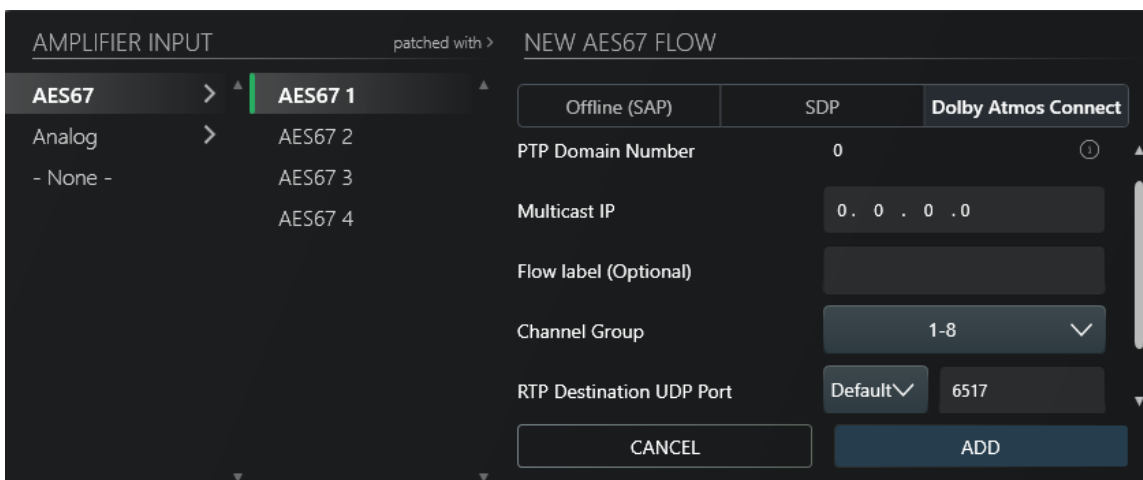 AMPLIFIER INPUT
patched with >
AES67 >
Analog >
- None -
AES67 1
AES67 2
AES67 3
AES67 4
NEW AES67 FLOW
Offline (SAP)
SDP
Dolby Atmos Connect
PTP Domain Number 0
Multicast IP 0. 0 . 0 .0
Flow label (Optional)
Channel Group 1-8
RTP Destination UDP Port Default 6517
CANCEL
ADD